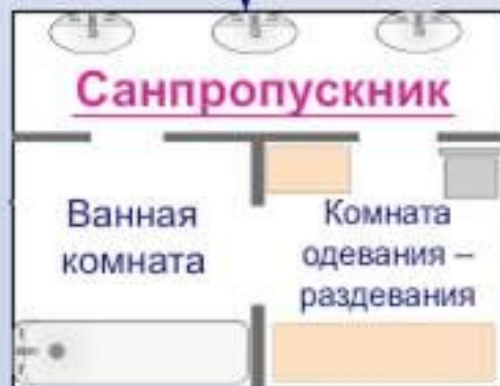 Санпропускник
Ванная
комната
Комната
одевания –
раздевания